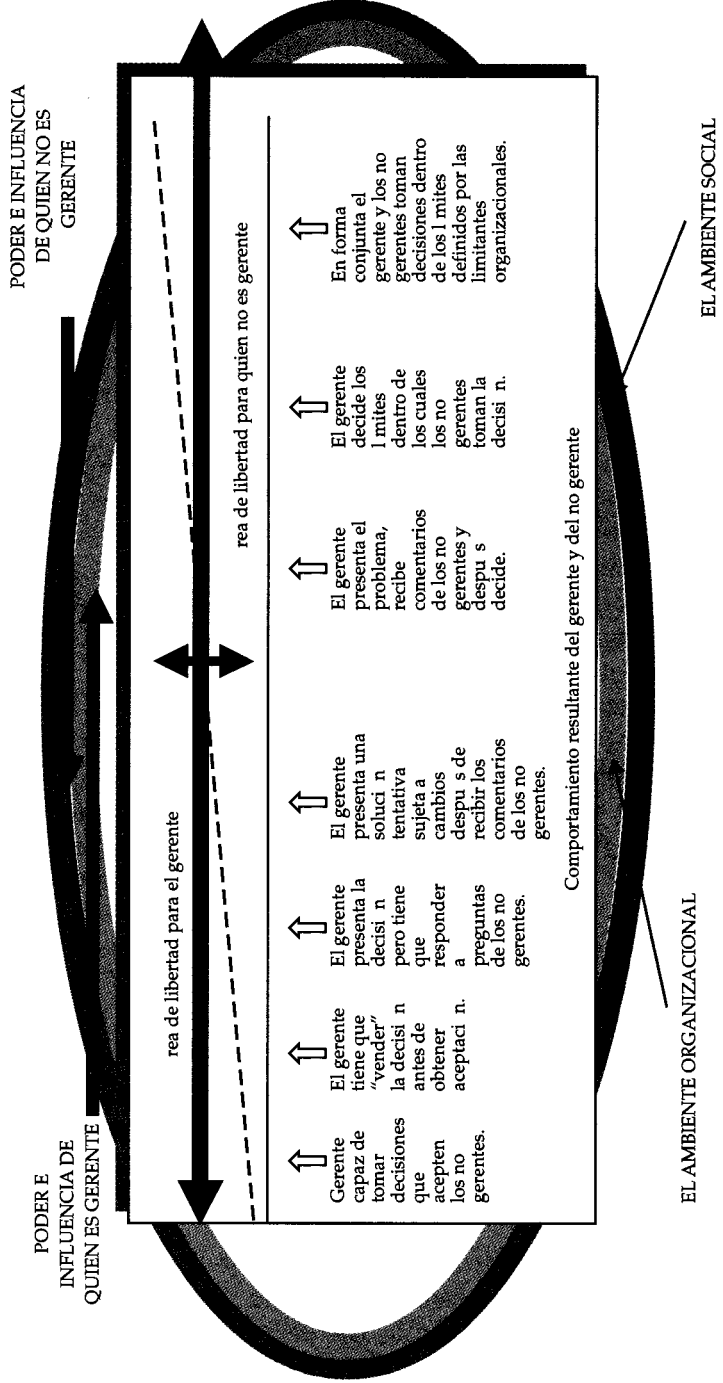 PODER E
INFLUENCIA DE
QUIEN ES GERENTE
PODER E INFLUENCIA
DE QUIEN NO ES
GERENTE
rea de libertad para el gerente
rea de libertad para quien no es gerente
Gerente
capaz de
tomar
decisiones
que
acepten
los no
gerentes.
El gerente
tiene que
“vender”
la decisi n
antes de
obtener
aceptaci n.
El gerente
presenta la
decisi n
pero tiene
que
responder
a
preguntas
de los no
gerentes.
El gerente
presenta una
soluci n
tentativa
sujeta a
cambios
despu s de
recibir los
comentarios
de los no
gerentes.
El gerente
presenta el
problema,
recibe
comentarios
de los no
gerentes y
despu s
decide.
El gerente
decide los
l mites
dentro de
los cuales
los no
gerentes
toman la
decisi n.
En forma
conjunta el
gerente y los no
gerentes toman
decisiones dentro
de los l mites
definidos por las
limitantes
organizacionales.
Comportamiento resultante del gerente y del no gerente
EL AMBIENTE ORGANIZACIONAL
EL AMBIENTE SOCIAL